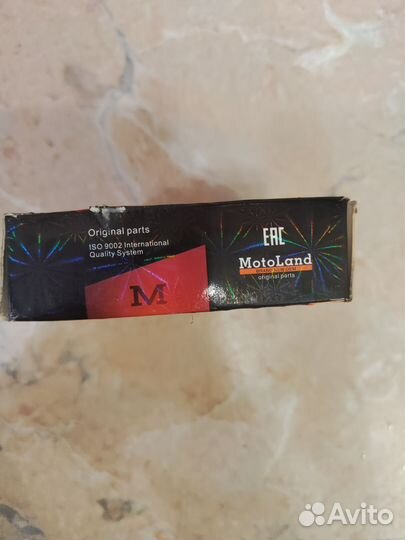 Original parts
ISO 9002 International
Quality System
M
EAC
MotoLand
original parts
Avito